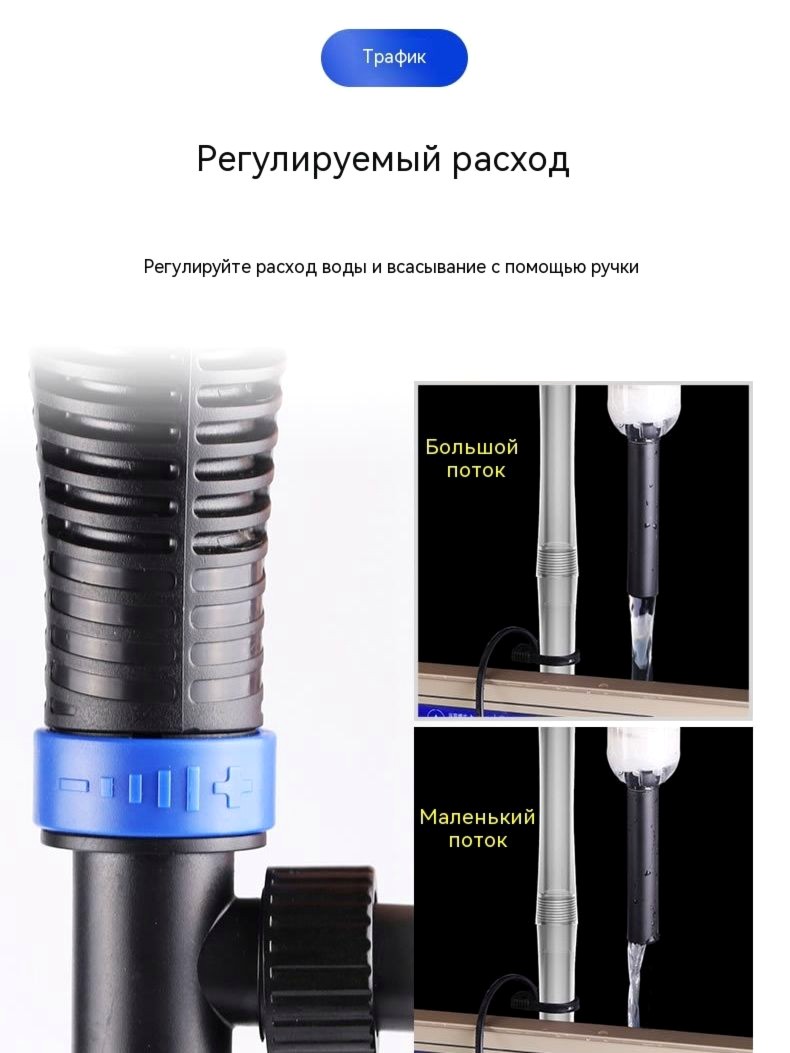 Трафик
Регулируемый расход
Регулируйте расход воды и всасывание с помощью ручки
Большой
поток
Маленький
поток